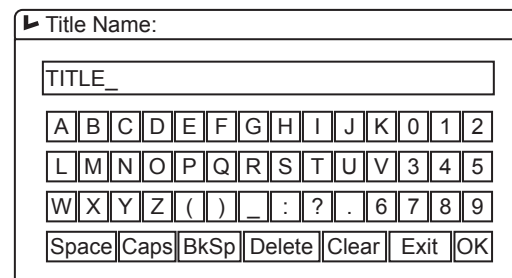 Title Name:
TITLE_
A B C D E F G H I J K 0 1 2
L M N O P Q R S T U V 3 4 5
W X Y Z ( ) _ : ? . 6 7 8 9
Space Caps BkSp Delete Clear Exit OK